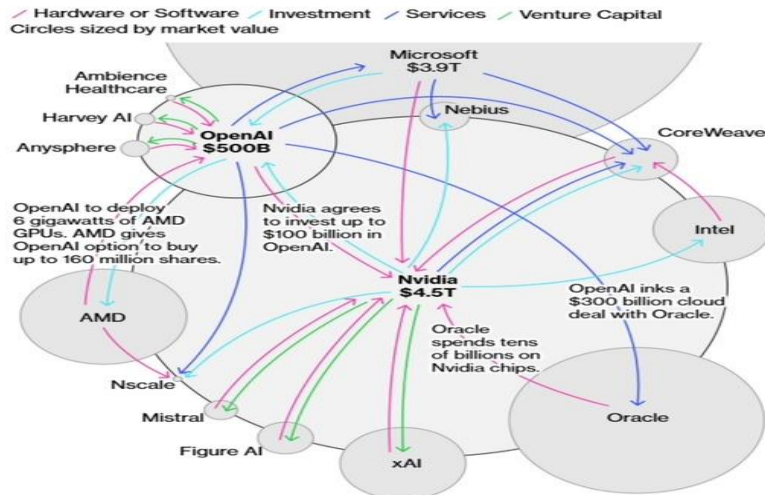 Hardware or Software / Investment / Services / Venture Capital
Circles sized by market value
Microsoft
$3.9T
Ambience
Healthcare
Harvey AI
Anysphere
OpenAI
$500B
Nebius
CoreWeave
OpenAI to deploy
6 gigawatts of AMD
GPUs. AMD gives
OpenAI option to buy
up to 160 million shares.
Nvidia agrees
to invest up to
$100 billion in
OpenAI.
Intel
Nvidia
$4.5T
OpenAI inks a
$300 billion cloud
deal with Oracle.
AMD
Oracle
spends tens
of billions on
Nvidia chips.
Nscale
Mistral
Figure AI
xAI
Oracle